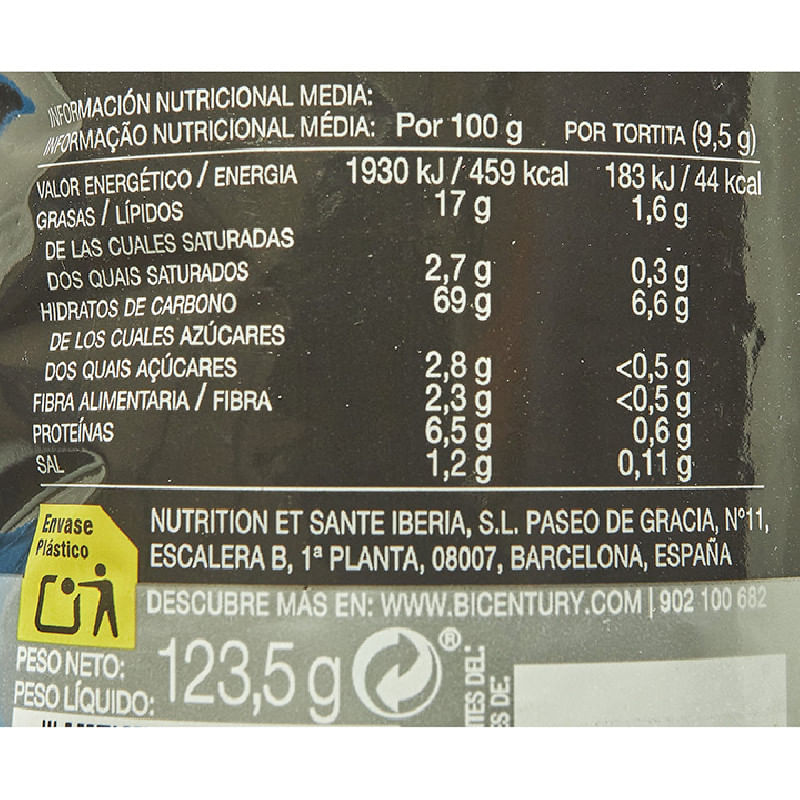 INFORMACIÓN NUTRICIONAL MEDIA:
INFORMAÇÃO NUTRICIONAL MÉDIA: Por 100 g POR TORTITA (9,5 g)
VALOR ENERGÉTICO / ENERGIA 1930 kJ / 459 kcal 183 kJ / 44 kcal
GRASAS / LÍPIDOS 17 g 1,6 g
DE LAS CUALES SATURADAS
DOS QUAIS SATURADOS 2,7 g 0,3 g
HIDRATOS DE CARBONO 69 g 6,6 g
DE LOS CUALES AZÚCARES
DOS QUAIS AÇÚCARES 2,8 g <0,5 g
FIBRA ALIMENTARIA / FIBRA 2,3 g <0,5 g
PROTEÍNAS 6,5 g 0,6 g
SAL 1,2 g 0,11 g
Envase
Plástico
NUTRITION ET SANTE IBERIA, S.L. PASEO DE GRACIA, Nº11,
ESCALERA B, 1ª PLANTA, 08007, BARCELONA, ESPAÑA
DESCUBRE MÁS EN: WWW.BICENTURY.COM | 902 100 682
PESO NETO:
PESO LÍQUIDO: 123,5 g
®